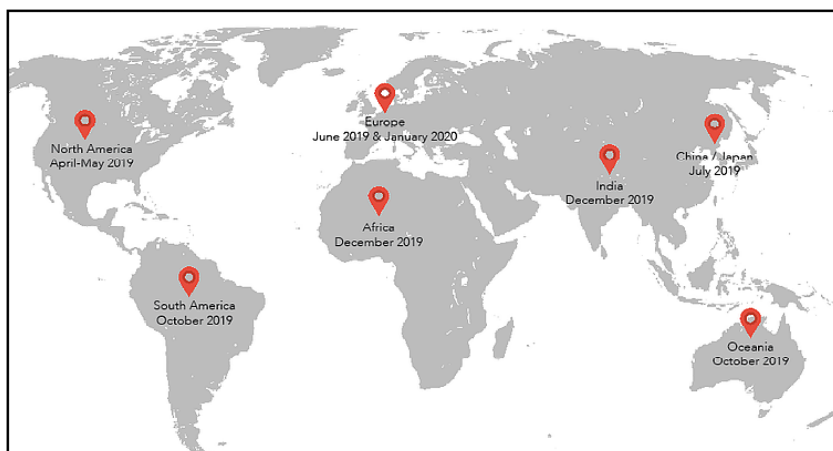 North America
April-May 2019
Europe
June 2019 & January 2020
China / Japan
July 2019
India
December 2019
Africa
December 2019
South America
October 2019
Oceania
October 2019